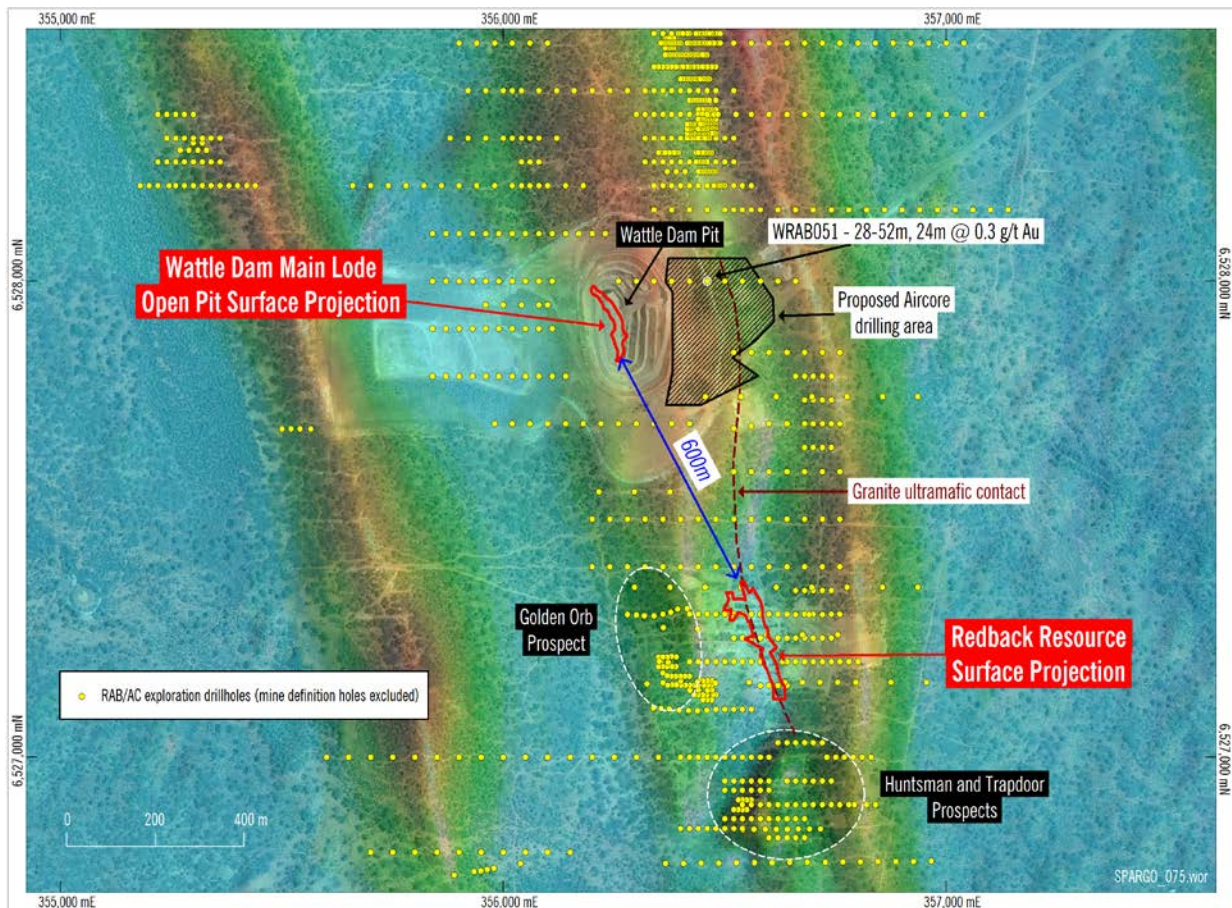 355,000 mE
356,000 mE
357,000 mE
Wattle Dam Pit
WRAB051 - 28-52m, 24m @ 0.3 g/t Au
Wattle Dam Main Lode
Open Pit Surface Projection
6,528,000 mN
6,528,000 mN
Proposed Aircore
drilling area
600m
Granite ultramafic contact
Golden Orb
Prospect
Redback Resource
Surface Projection
RAB/AC exploration drillholes (mine definition holes excluded)
6,527,000 mN
6,527,000 mN
Huntsman and Trapdoor
Prospects
0 200 400 m
SPARGO_075.wor
355,000 mE
356,000 mE
357,000 mE